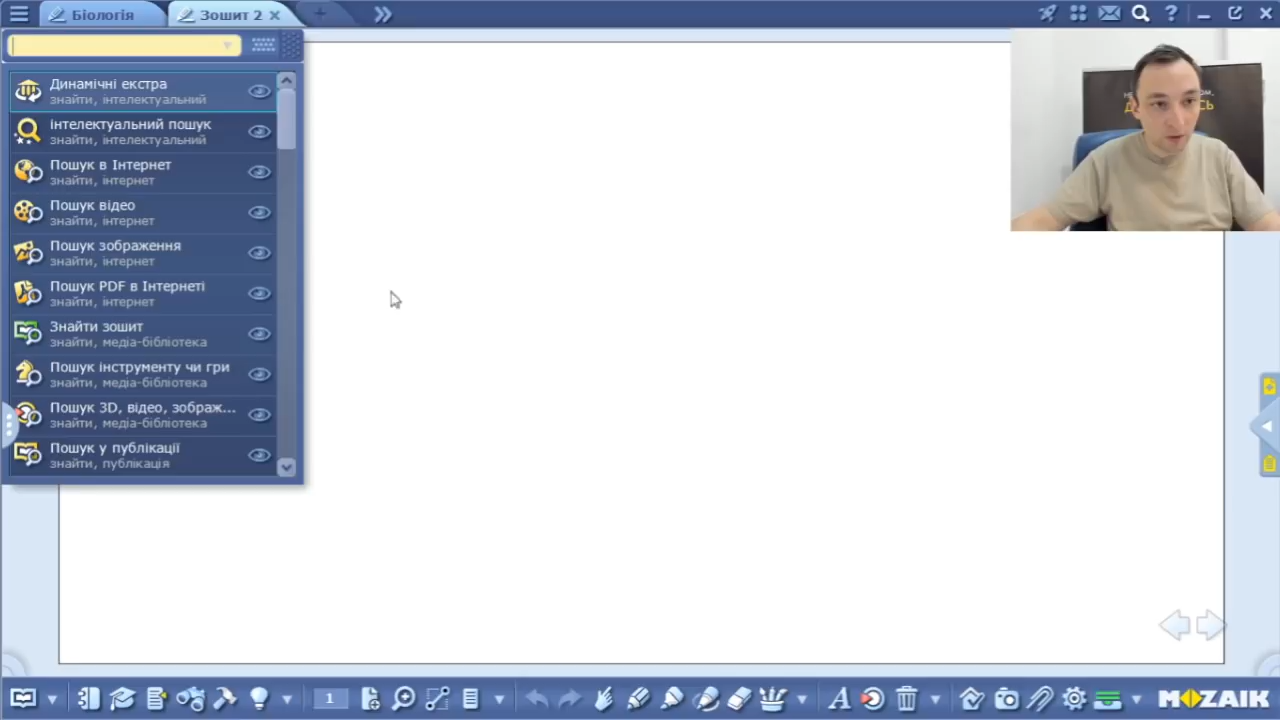 Біологія
Зошит 2
Динамічні екстра
знайти, інтелектуальний
інтелектуальний пошук
знайти, інтелектуальний
Пошук в Інтернет
знайти, інтернет
Пошук відео
знайти, інтернет
Пошук зображення
знайти, інтернет
Пошук PDF в Інтернеті
знайти, інтернет
Знайти зошит
знайти, медіа-бібліотека
Пошук інструменту чи гри
знайти, медіа-бібліотека
Пошук 3D, відео, зображ...
знайти, медіа-бібліотека
Пошук у публікації
знайти, публікація
1
MOZAIK